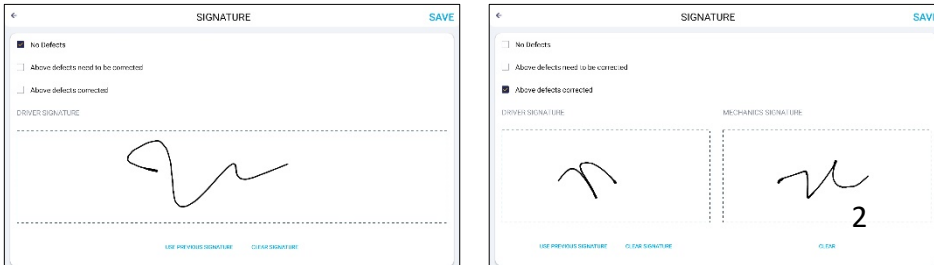 ← SIGNATURE SAVE
No Defects
Above defects need to be corrected
Above defects corrected
DRIVER SIGNATURE
USE PREVIOUS SIGNATURE CLEAR SIGNATURE
← SIGNATURE SAVE
No Defects
Above defects need to be corrected
Above defects corrected
DRIVER SIGNATURE MECHANICS SIGNATURE
2
USE PREVIOUS SIGNATURE CLEAR SIGNATURE CLEAR